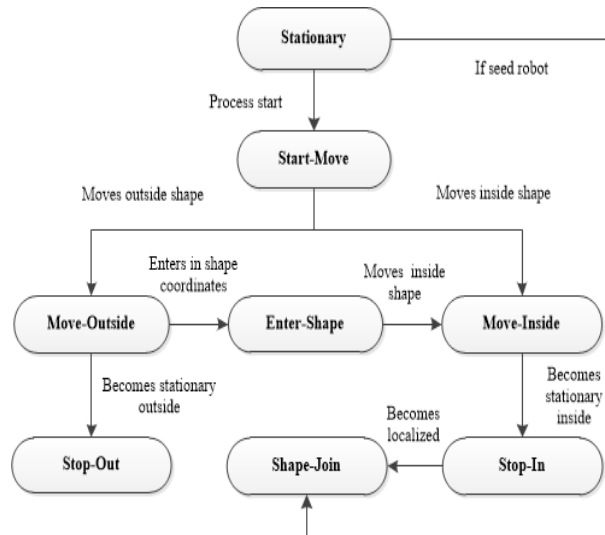 Stationary
If seed robot
Process start
Start-Move
Moves outside shape
Moves inside shape
Enters in shape
coordinates
Moves inside
shape
Move-Outside
Enter-Shape
Move-Inside
Becomes stationary
outside
Becomes
stationary
inside
Becomes
localized
Stop-Out
Shape-Join
Stop-In